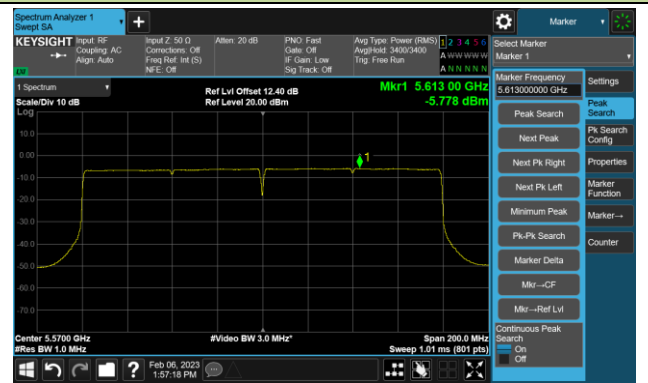 Spectrum Analyzer 1
Swept SA
+
Marker
KEYSIGHT
Input: RF
Coupling: AC
Align: Auto
Input Z: 50 Ω
Corrections: Off
Freq Ref: Int (S)
NFE: Off
Atten: 20 dB
PNO: Fast
Gate: Off
IF Gain: Low
Sig Track: Off
Avg Type: Power (RMS)
Avg|Hold: 3400/3400
Trig: Free Run
1 2 3 4 5 6
A W W W W W
A N N N N N
Select Marker
Marker 1
1 Spectrum
Scale/Div 10 dB
Log
Ref Lvl Offset 12.40 dB
Ref Level 20.00 dBm
Mkr1 5.613 00 GHz
-5.778 dBm
10.0
0.00
-10.0
-20.0
-30.0
-40.0
-50.0
-60.0
-70.0
1
Center 5.5700 GHz
#Res BW 1.0 MHz
#Video BW 3.0 MHz*
Span 200.0 MHz
Sweep 1.01 ms (801 pts)
Marker Frequency
5.613000000 GHz
Peak Search
Next Peak
Next Pk Right
Next Pk Left
Minimum Peak
Pk-Pk Search
Marker Delta
Mkr→CF
Mkr→Ref Lvl
Continuous Peak
Search
On
Off
Settings
Peak
Search
Pk Search
Config
Properties
Marker
Function
Marker→
Counter
?
Feb 06, 2023
1:57:18 PM